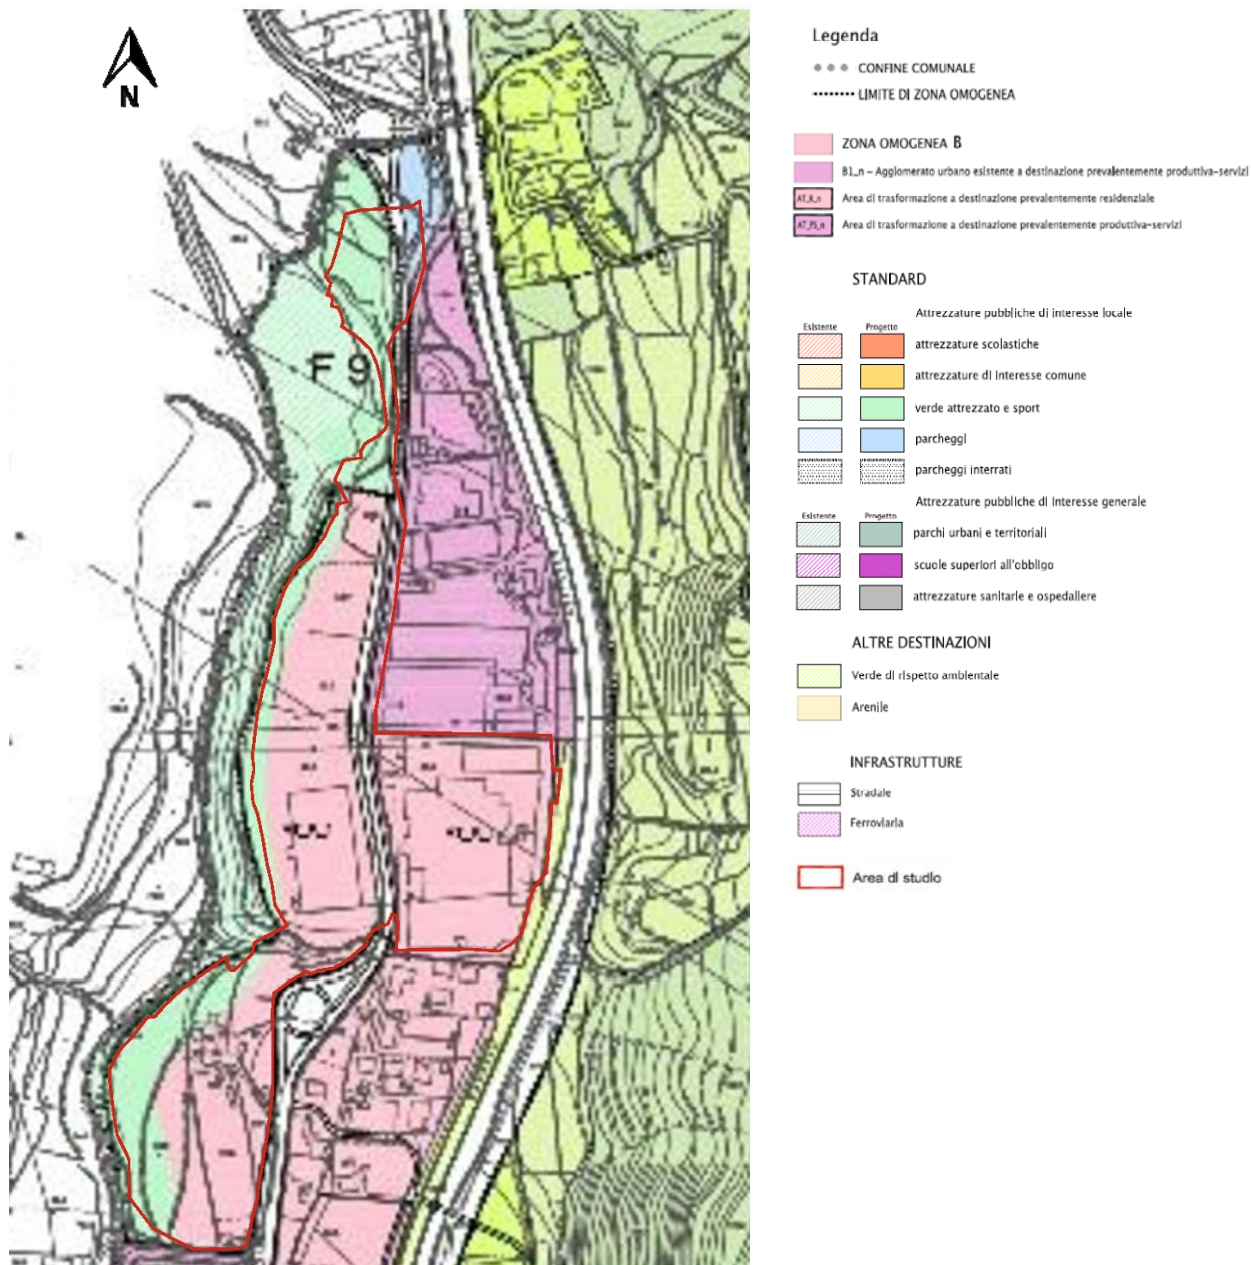 N
F 9
Legenda
CONFINE COMUNALE
LIMITE DI ZONA OMOGENEA
ZONA OMOGENEA B
B1_n - Agglomerato urbano esistente a destinazione prevalentemente produttiva-servizi
AT_R_n Area di trasformazione a destinazione prevalentemente residenziale
AT_PS_n Area di trasformazione a destinazione prevalentemente produttiva-servizi
STANDARD
Attrezzature pubbliche di interesse locale
Esistente Progetto
attrezzature scolastiche
attrezzature di interesse comune
verde attrezzato e sport
parcheggi
parcheggi interrati
Attrezzature pubbliche di interesse generale
Esistente Progetto
parchi urbani e territoriali
scuole superiori all'obbligo
attrezzature sanitarie e ospedaliere
ALTRE DESTINAZIONI
Verde di rispetto ambientale
Arenile
INFRASTRUTTURE
Stradale
Ferroviaria
Area di studio